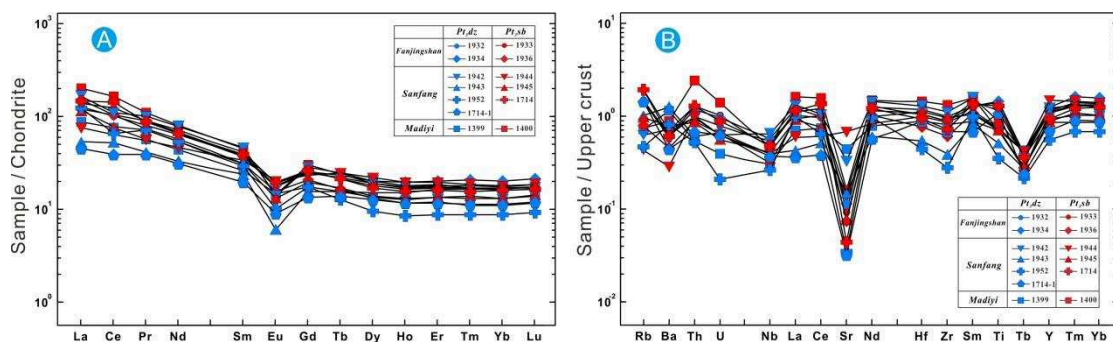 A
Sample / Chondrite
10³
10²
10¹
10⁰
Pt₃dz Pt₃sb
Fanjingshan 1932 1933
1934 1936
Sanfang 1942 1944
1943 1945
1952 1714
1714-1
Madiyi 1399 1400
La Ce Pr Nd Sm Eu Gd Tb Dy Ho Er Tm Yb Lu
B
Sample / Upper crust
10¹
10⁰
10⁻¹
10⁻²
Pt₃dz Pt₃sb
Fanjingshan 1932 1933
1934 1936
Sanfang 1942 1944
1943 1945
1952 1714
1714-1
Madiyi 1399 1400
Rb Ba Th U Nb La Ce Sr Nd Hf Zr Sm Ti Tb Y Tm Yb